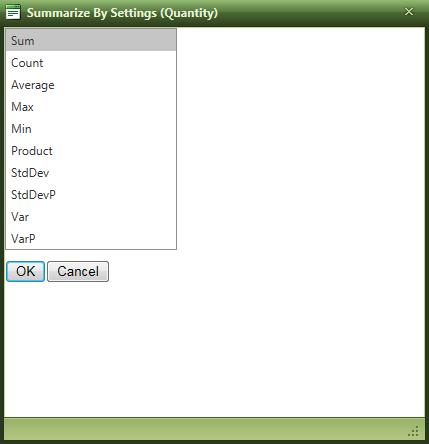 Summarize By Settings (Quantity)
Sum
Count
Average
Max
Min
Product
StdDev
StdDevP
Var
VarP
OK Cancel